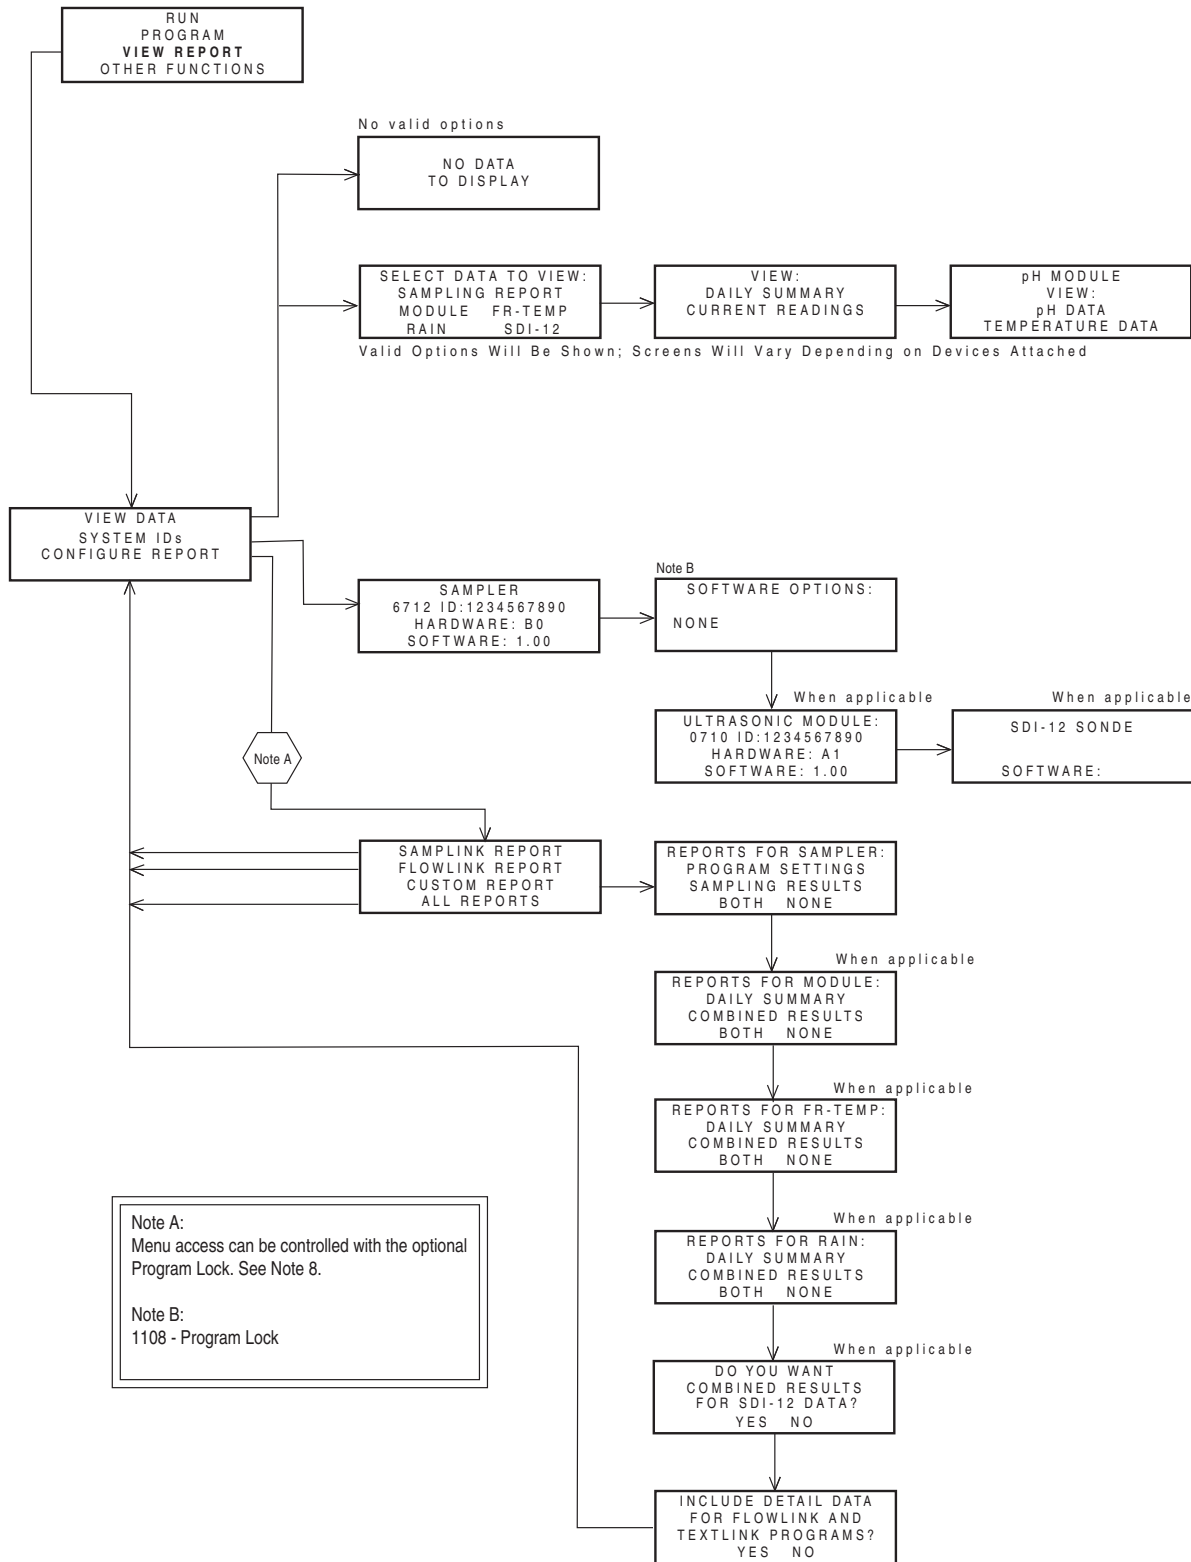 RUN
PROGRAM
VIEW REPORT
OTHER FUNCTIONS
No valid options
NO DATA
TO DISPLAY
SELECT DATA TO VIEW:
SAMPLING REPORT
MODULE FR-TEMP
RAIN SDI-12
VIEW:
DAILY SUMMARY
CURRENT READINGS
pH MODULE
VIEW:
pH DATA
TEMPERATURE DATA
Valid Options Will Be Shown; Screens Will Vary Depending on Devices Attached
VIEW DATA
SYSTEM IDs
CONFIGURE REPORT
SAMPLER
6712 ID:1234567890
HARDWARE: B0
SOFTWARE: 1.00
Note B
SOFTWARE OPTIONS:
NONE
When applicable
ULTRASONIC MODULE:
0710 ID:1234567890
HARDWARE: A1
SOFTWARE: 1.00
When applicable
SDI-12 SONDE
SOFTWARE:
Note A
SAMPLINK REPORT
FLOWLINK REPORT
CUSTOM REPORT
ALL REPORTS
REPORTS FOR SAMPLER:
PROGRAM SETTINGS
SAMPLING RESULTS
BOTH NONE
When applicable
REPORTS FOR MODULE:
DAILY SUMMARY
COMBINED RESULTS
BOTH NONE
When applicable
REPORTS FOR FR-TEMP:
DAILY SUMMARY
COMBINED RESULTS
BOTH NONE
When applicable
REPORTS FOR RAIN:
DAILY SUMMARY
COMBINED RESULTS
BOTH NONE
When applicable
DO YOU WANT
COMBINED RESULTS
FOR SDI-12 DATA?
YES NO
INCLUDE DETAIL DATA
FOR FLOWLINK AND
TEXTLINK PROGRAMS?
YES NO
Note A:
Menu access can be controlled with the optional
Program Lock. See Note 8.
Note B:
1108 - Program Lock